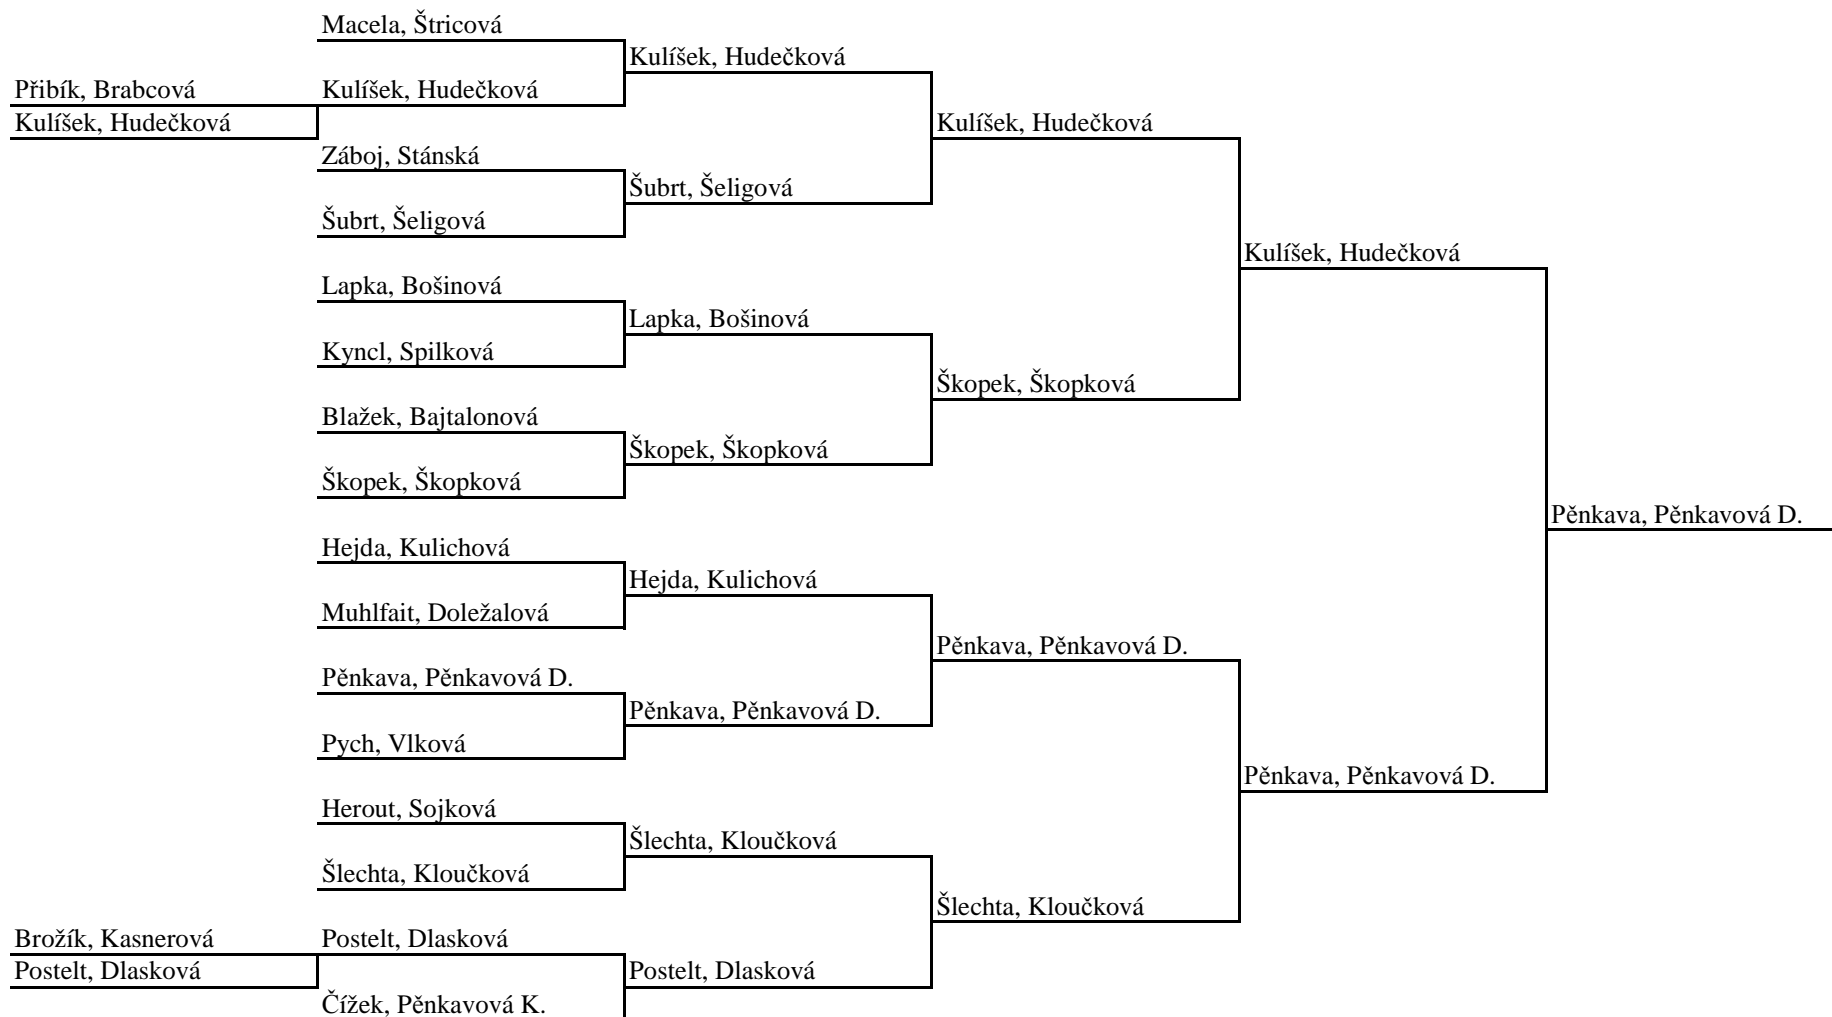 Macela, Štricová
Kulíšek, Hudečková
Přibík, Brabcová
Kulíšek, Hudečková
Kulíšek, Hudečková
Kulíšek, Hudečková
Záboj, Stánská
Šubrt, Šeligová
Šubrt, Šeligová
Kulíšek, Hudečková
Lapka, Bošinová
Lapka, Bošinová
Kyncl, Spilková
Škopek, Škopková
Blažek, Bajtalonová
Škopek, Škopková
Škopek, Škopková
Pěnkava, Pěnkavová D.
Hejda, Kulichová
Hejda, Kulichová
Muhlfait, Doležalová
Pěnkava, Pěnkavová D.
Pěnkava, Pěnkavová D.
Pěnkava, Pěnkavová D.
Pych, Vlková
Pěnkava, Pěnkavová D.
Herout, Sojková
Šlechta, Kloučková
Šlechta, Kloučková
Šlechta, Kloučková
Brožík, Kasnerová
Postelt, Dlasková
Postelt, Dlasková
Postelt, Dlasková
Čížek, Pěnkavová K.